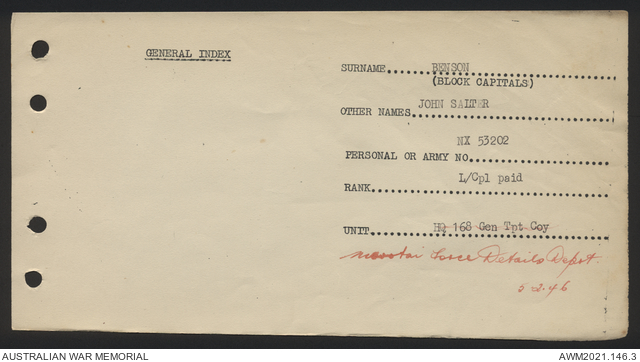 GENERAL INDEX
SURNAME BENSON
(BLOCK CAPITALS)
OTHER NAMES JOHN SALTER
PERSONAL OR ARMY NO. NX 53202
RANK L/Cpl paid
UNIT HQ 168 Gen Tpt Coy
Force Details Depot.
5 2.46
AUSTRALIAN WAR MEMORIAL
AWM2021.146.3